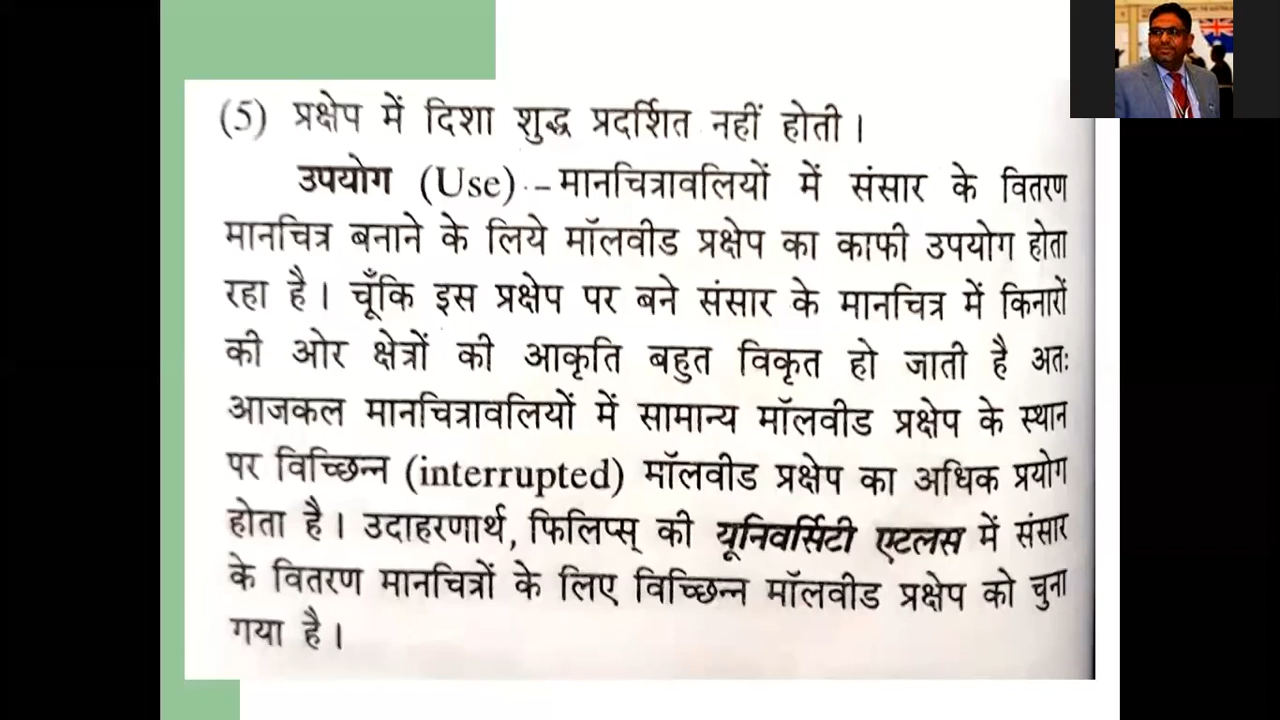 (5) प्रक्षेप में दिशा शुद्ध प्रदर्शित नहीं होती।
उपयोग (Use) - मानचित्रावलियों में संसार के वितरण
मानचित्र बनाने के लिये मॉलवीड प्रक्षेप का काफी उपयोग होता
रहा है। चूँकि इस प्रक्षेप पर बने संसार के मानचित्र में किनारों
की ओर क्षेत्रों की आकृति बहुत विकृत हो जाती है अतः
आजकल मानचित्रावलियों में सामान्य मॉलवीड प्रक्षेप के स्थान
पर विच्छिन्न (interrupted) मॉलवीड प्रक्षेप का अधिक प्रयोग
होता है। उदाहरणार्थ, फिलिप्स् की यूनिवर्सिटी एटलस में संसार
के वितरण मानचित्रों के लिए विच्छिन्न मॉलवीड प्रक्षेप को चुना
गया है।